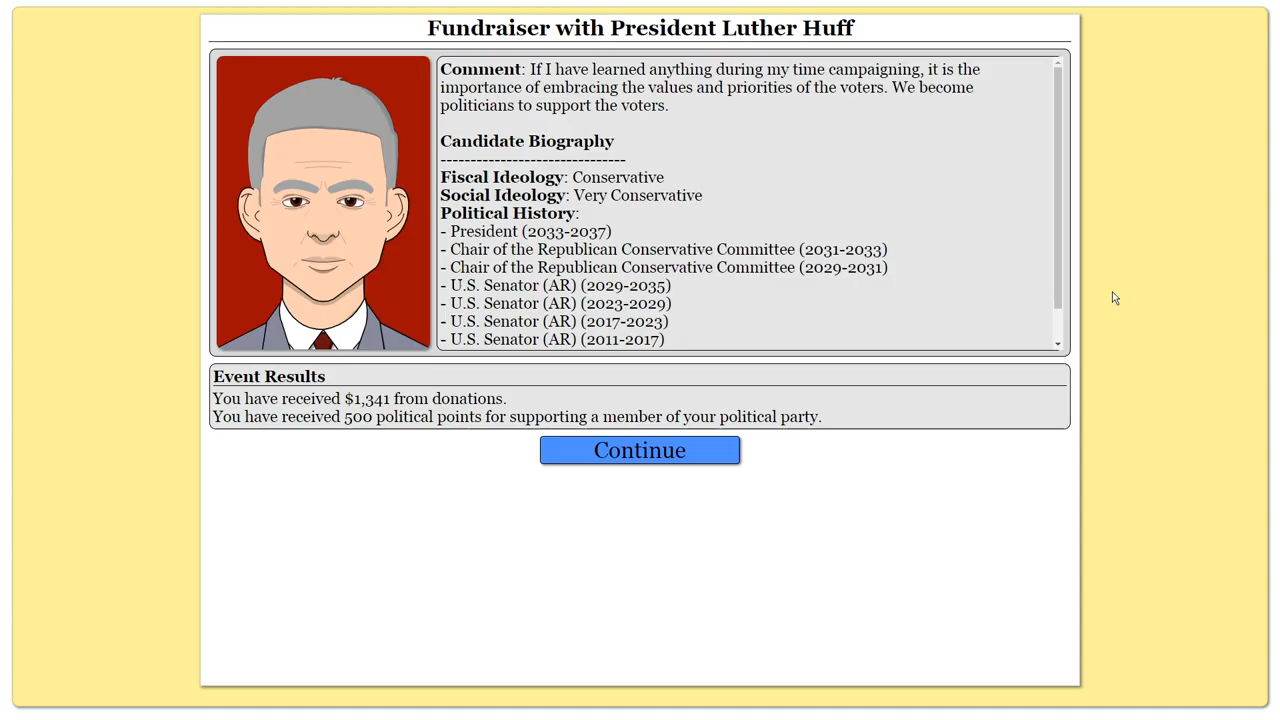 Fundraiser with President Luther Huff
Comment: If I have learned anything during my time campaigning, it is the
importance of embracing the values and priorities of the voters. We become
politicians to support the voters.
Candidate Biography
-------------------------------
Fiscal Ideology: Conservative
Social Ideology: Very Conservative
Political History:
- President (2033-2037)
- Chair of the Republican Conservative Committee (2031-2033)
- Chair of the Republican Conservative Committee (2029-2031)
- U.S. Senator (AR) (2029-2035)
- U.S. Senator (AR) (2023-2029)
- U.S. Senator (AR) (2017-2023)
- U.S. Senator (AR) (2011-2017)
Event Results
You have received $1,341 from donations.
You have received 500 political points for supporting a member of your political party.
Continue